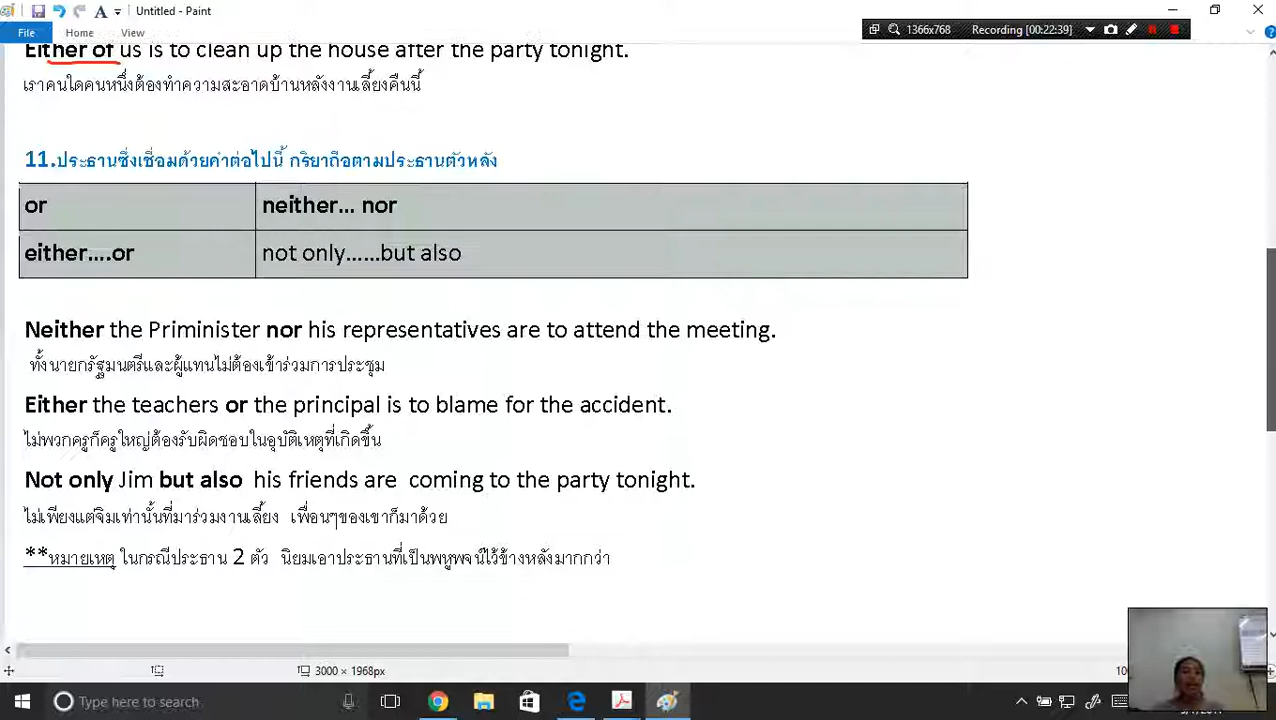 Untitled - Paint
File Home View
1366x768 Recording [00:22:39]
Either of us is to clean up the house after the party tonight.
เราคนใดคนหนึ่งต้องทำความสะอาดบ้านหลังงานเลี้ยงคืนนี้
11.ประธานซึ่งเชื่อมด้วยคำต่อไปนี้ กริยาถือตามประธานตัวหลัง
or neither... nor
either....or not only......but also
Neither the Priminister nor his representatives are to attend the meeting.
ทั้งนายกรัฐมนตรีและผู้แทนไม่ต้องเข้าร่วมการประชุม
Either the teachers or the principal is to blame for the accident.
ไม่พวกครูก็ครูใหญ่ต้องรับผิดชอบในอุบัติเหตุที่เกิดขึ้น
Not only Jim but also his friends are coming to the party tonight.
ไม่เพียงแต่จิมเท่านั้นที่มาร่วมงานเลี้ยง เพื่อนๆของเขาก็มาด้วย
**หมายเหตุ ในกรณีประธาน 2 ตัว นิยมเอาประธานที่เป็นพหูพจน์ไว้ข้างหลังมากกว่า
3000 × 1968px
Type here to search